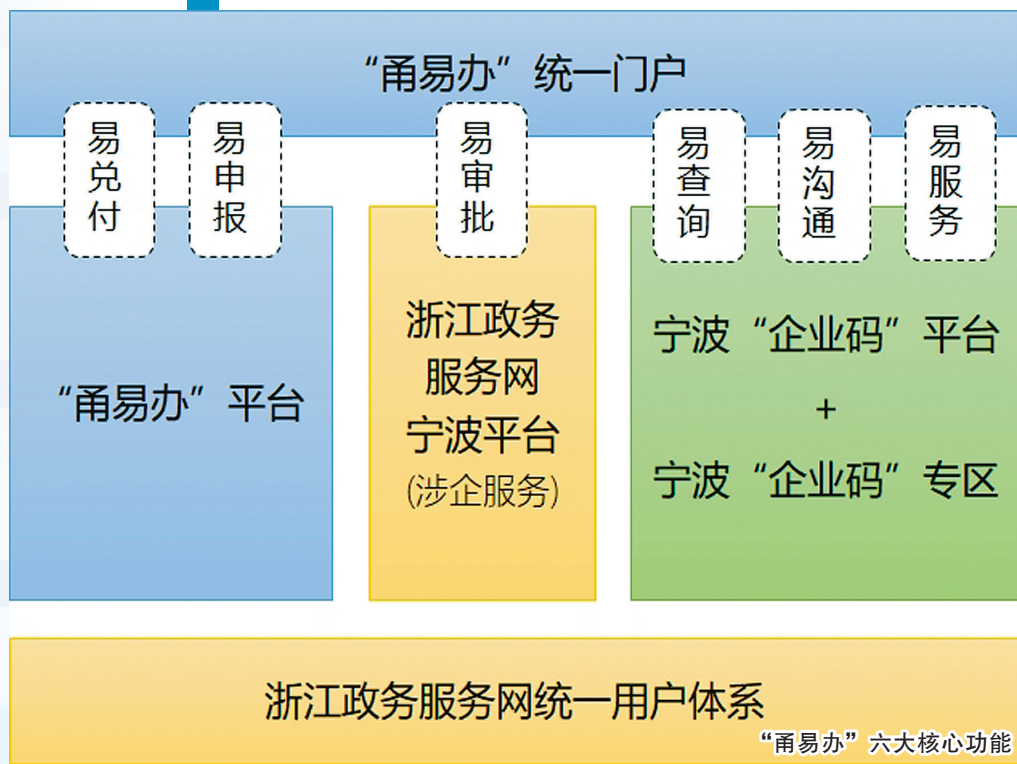 “甬易办”统一门户
易兑付
易申报
易审批
易查询
易沟通
易服务
“甬易办”平台
浙江政务
服务网
宁波平台
(涉企服务)
宁波“企业码”平台
+
宁波“企业码”专区
浙江政务服务网统一用户体系
“甬易办”六大核心功能